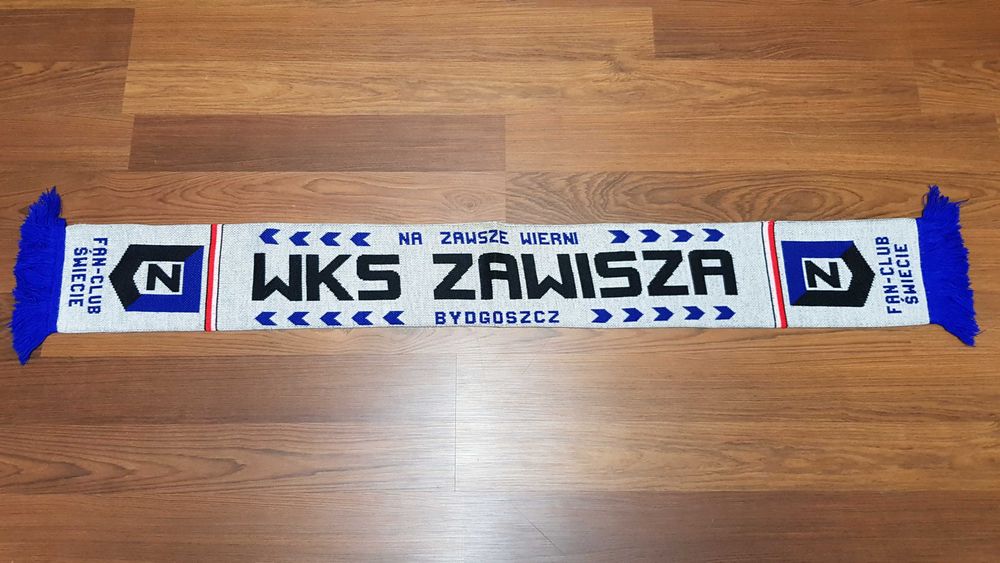 FAN-CLUB
ŚWIECIE
Z
NA ZAWSZE WIERNI
WKS ZAWISZA
BYDGOSZCZ
Z
FAN-CLUB
ŚWIECIE